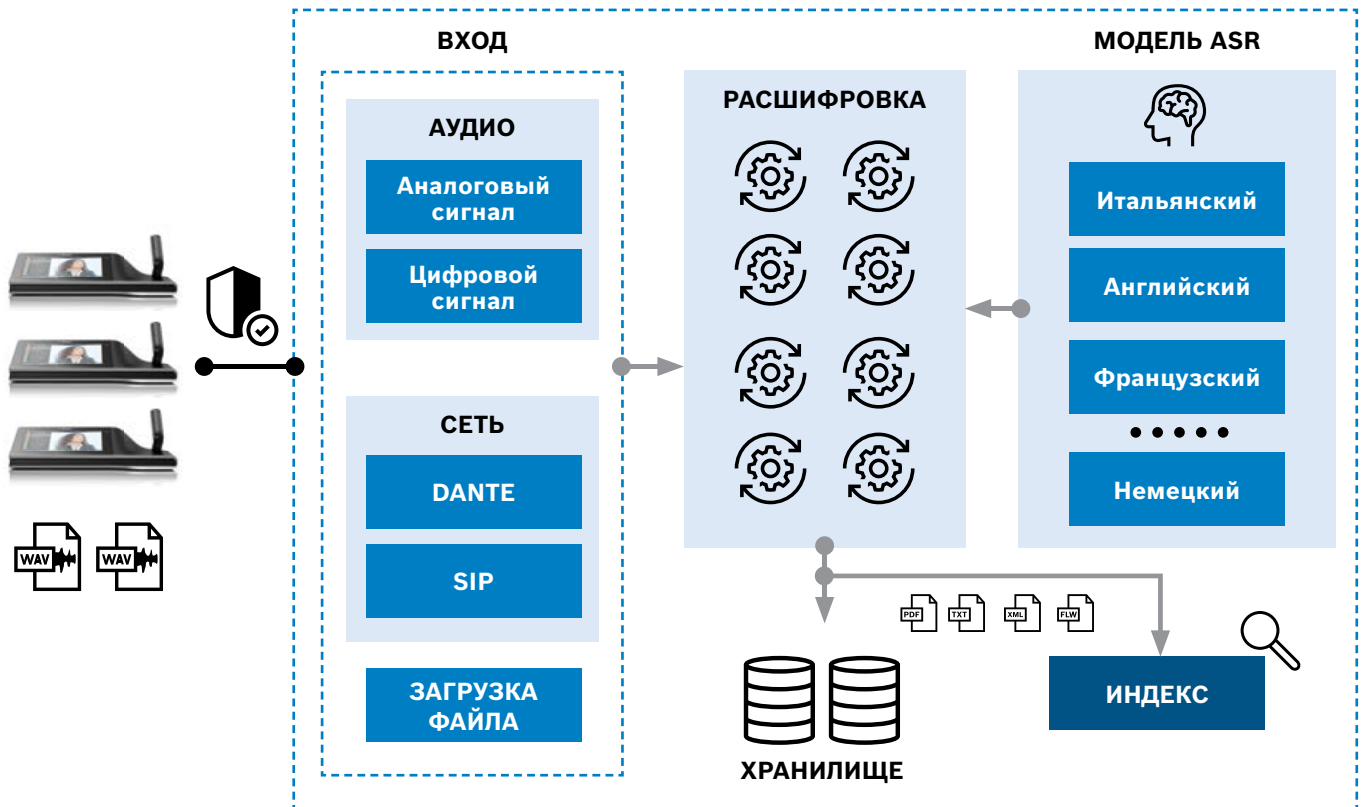 ВХОД
АУДИО
Аналоговый
сигнал
Цифровой
сигнал
СЕТЬ
DANTE
SIP
ЗАГРУЗКА
ФАЙЛА
WAV
WAV
РАСШИФРОВКА
МОДЕЛЬ ASR
Итальянский
Английский
Французский
Немецкий
PDF
TXT
XML
FLW
ХРАНИЛИЩЕ
ИНДЕКС